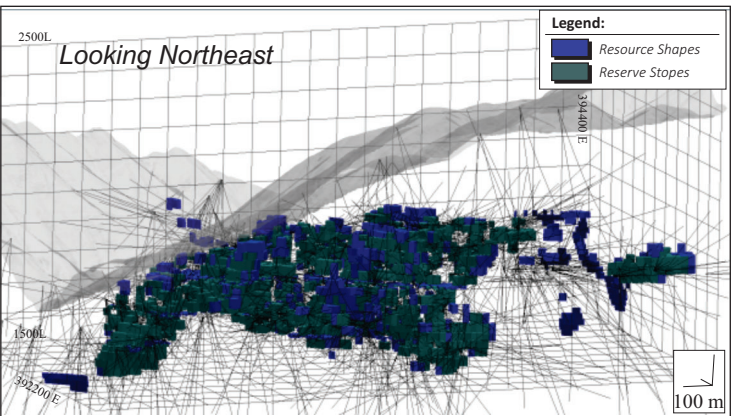 2500L
Looking Northeast
Legend:
Resource Shapes
Reserve Stopes
394400 E
1500L
392200 E
100 m